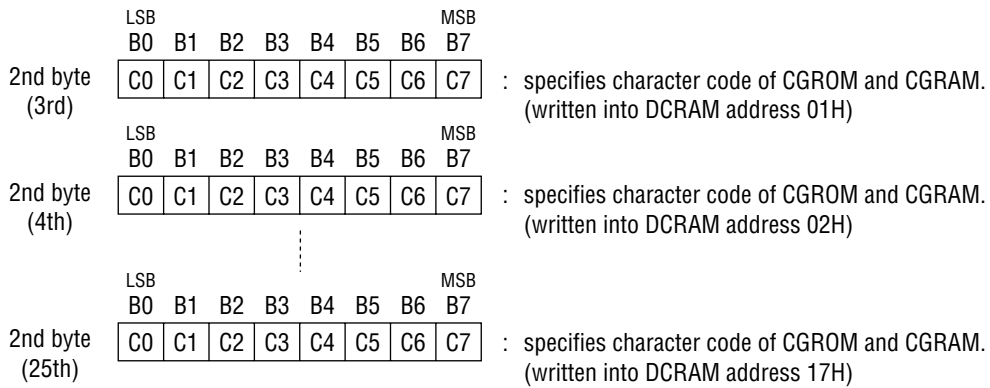 LSB MSB
B0 B1 B2 B3 B4 B5 B6 B7
2nd byte C0 C1 C2 C3 C4 C5 C6 C7 : specifies character code of CGROM and CGRAM.
(3rd) (written into DCRAM address 01H)
LSB MSB
B0 B1 B2 B3 B4 B5 B6 B7
2nd byte C0 C1 C2 C3 C4 C5 C6 C7 : specifies character code of CGROM and CGRAM.
(4th) (written into DCRAM address 02H)
LSB MSB
B0 B1 B2 B3 B4 B5 B6 B7
2nd byte C0 C1 C2 C3 C4 C5 C6 C7 : specifies character code of CGROM and CGRAM.
(25th) (written into DCRAM address 17H)